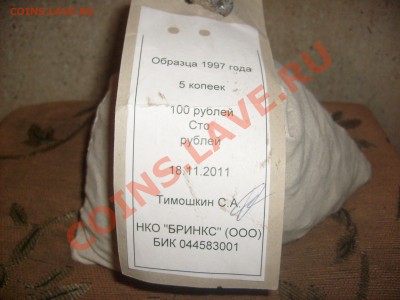 COINS.LAVE.RU
Образца 1997 года
5 копеек
100 рублей
Сто
рублей
18.11.2011
Тимошкин С.А.
НКО "БРИНКС" (ООО)
БИК 044583001
COINS.LAVE.RU